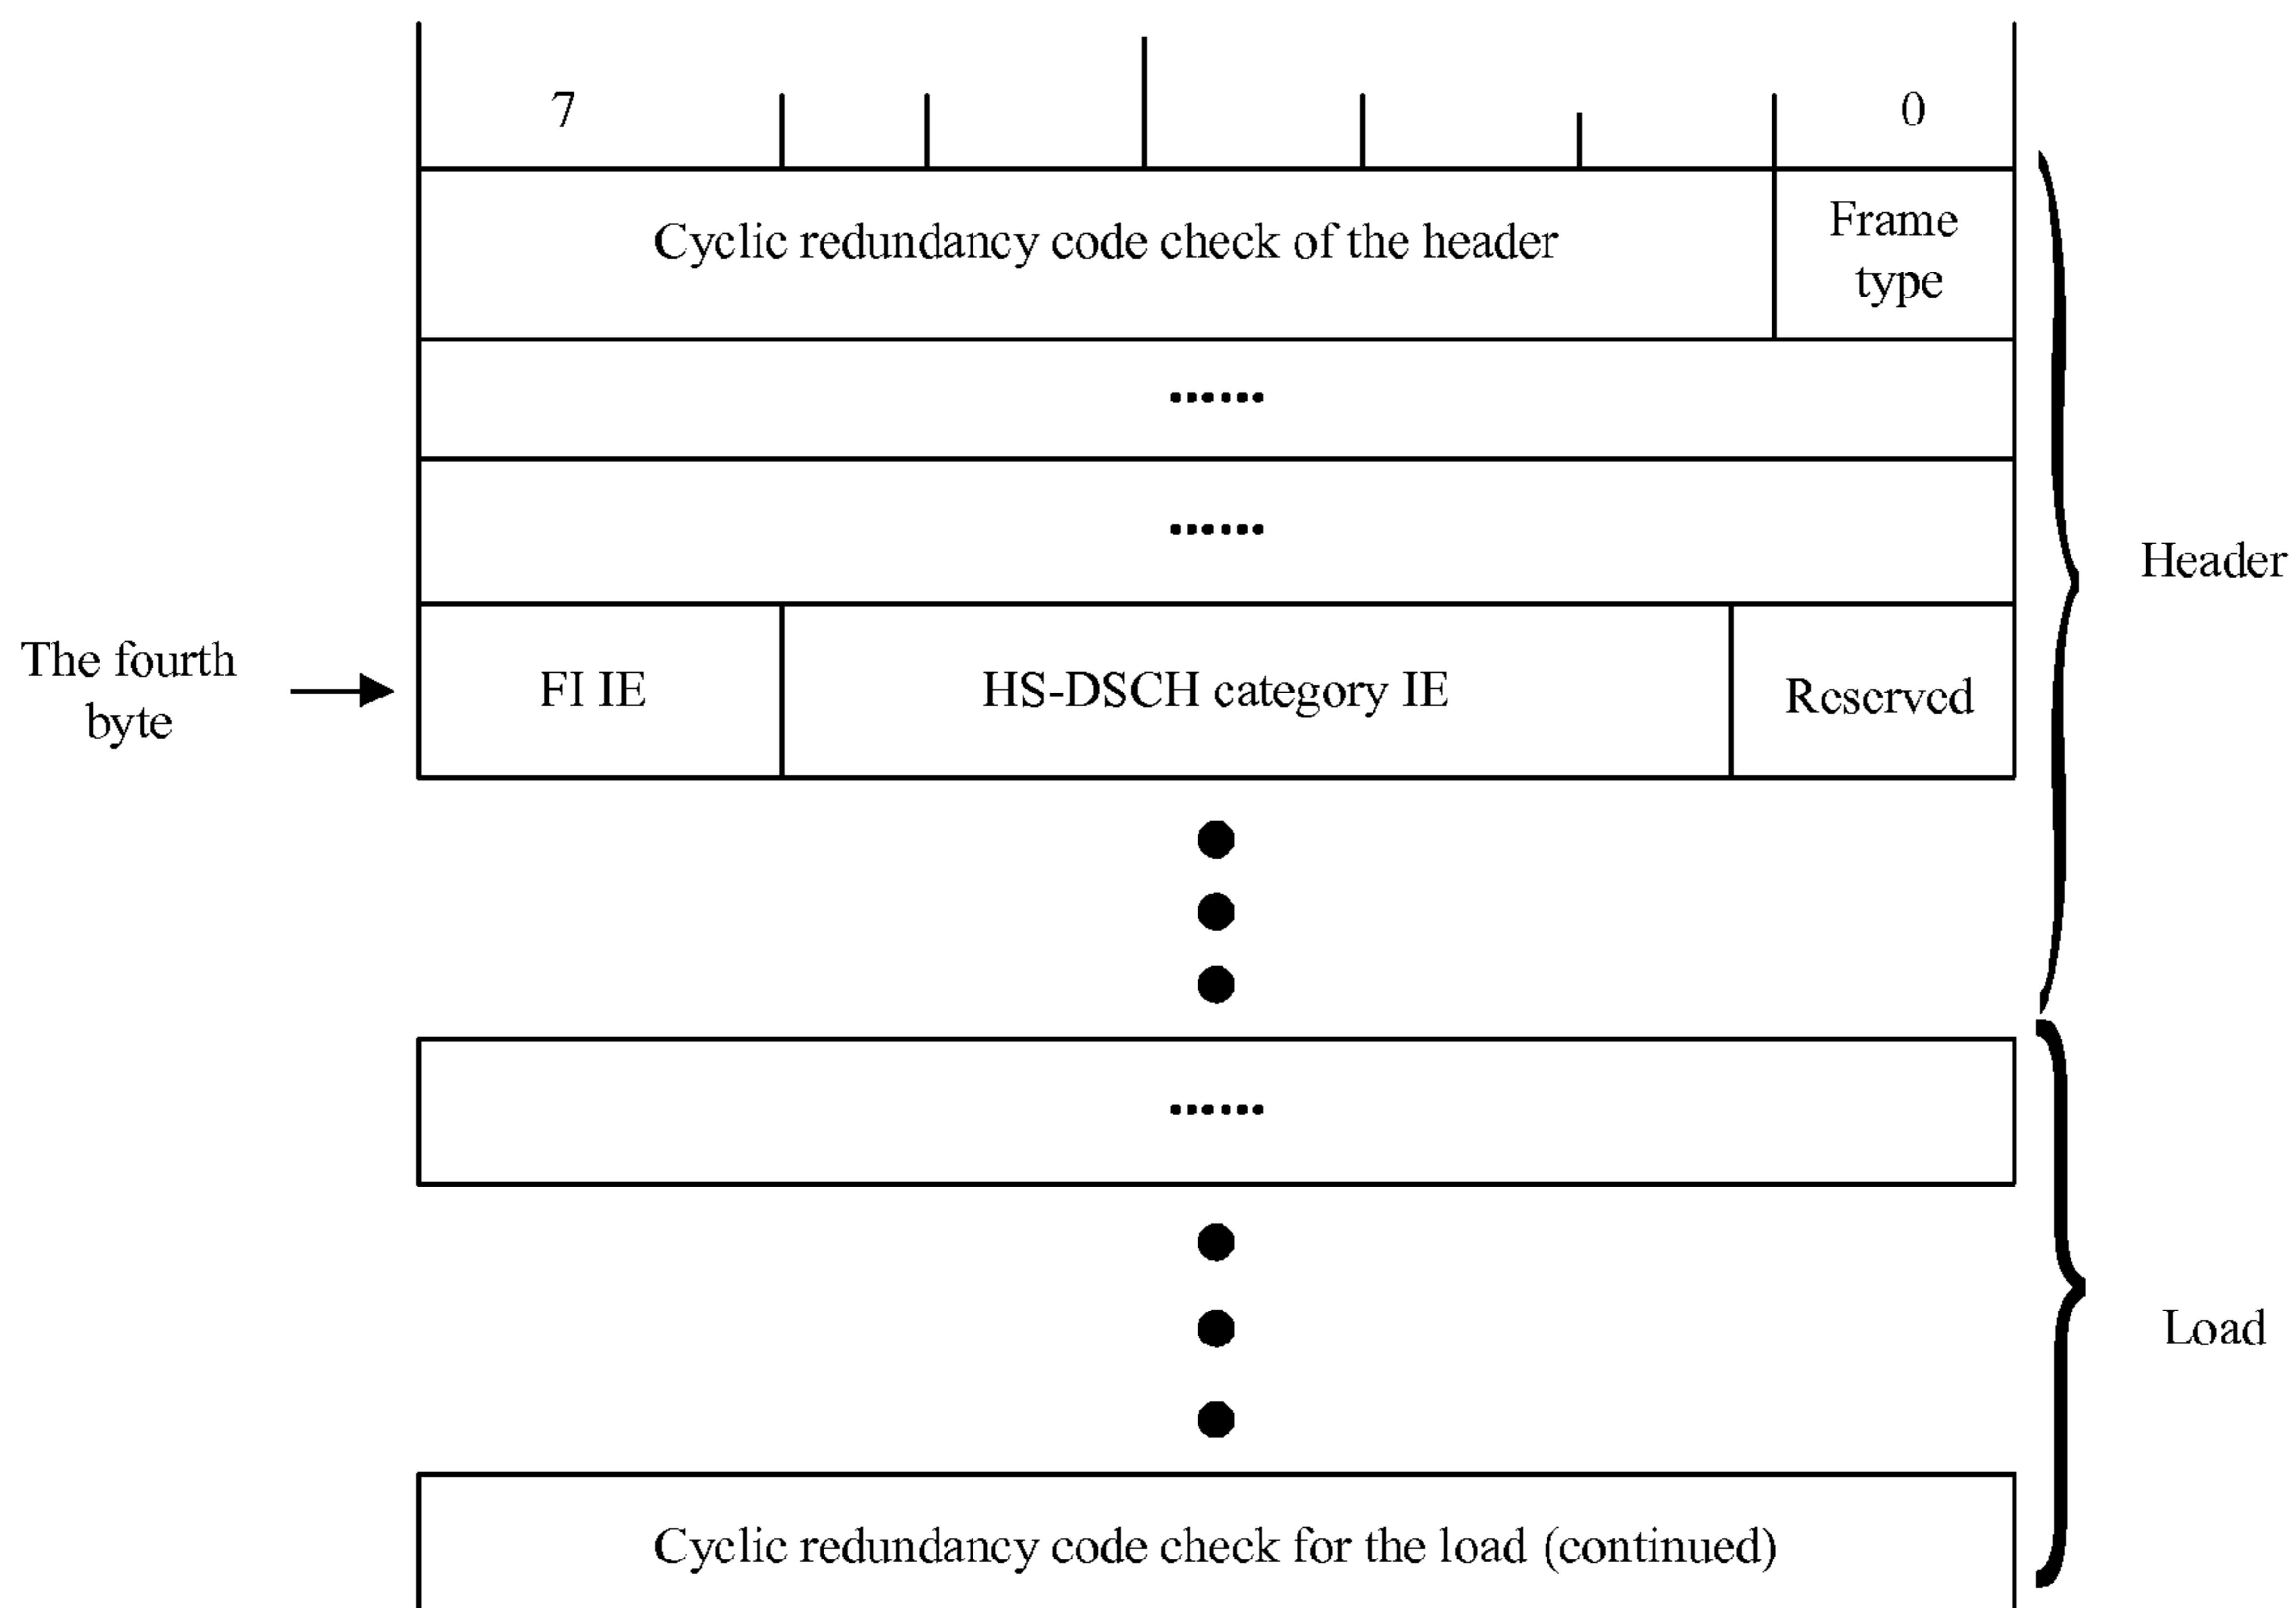 7 0
Cyclic redundancy code check of the header
Frame
type
......
......
Header
The fourth
byte
FI IE
HS-DSCH category IE
Reserved
......
Load
Cyclic redundancy code check for the load (continued)